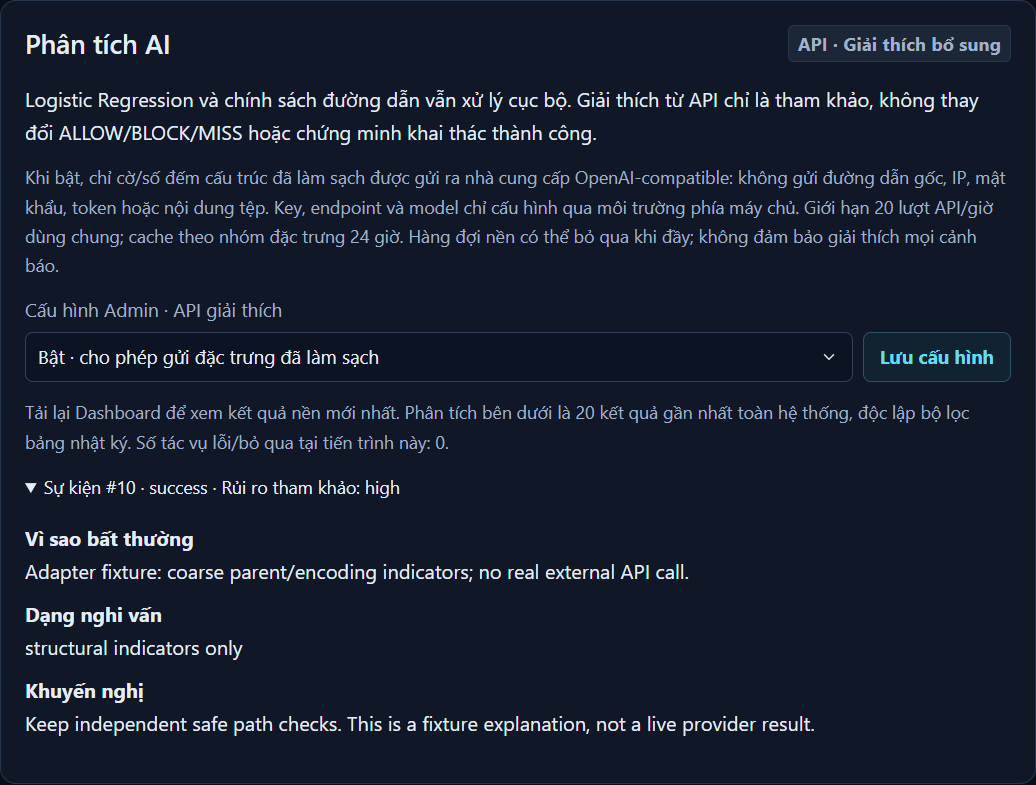 Phân tích AI
API · Giải thích bổ sung
Logistic Regression và chính sách đường dẫn vẫn xử lý cục bộ. Giải thích từ API chỉ là tham khảo, không thay
đổi ALLOW/BLOCK/MISS hoặc chứng minh khai thác thành công.
Khi bật, chỉ cờ/số đếm cấu trúc đã làm sạch được gửi ra nhà cung cấp OpenAI-compatible: không gửi đường dẫn gốc, IP, mật
khẩu, token hoặc nội dung tệp. Key, endpoint và model chỉ cấu hình qua môi trường phía máy chủ. Giới hạn 20 lượt API/giờ
dùng chung; cache theo nhóm đặc trưng 24 giờ. Hàng đợi nền có thể bỏ qua khi đầy; không đảm bảo giải thích mọi cảnh
báo.
Cấu hình Admin · API giải thích
Bật · cho phép gửi đặc trưng đã làm sạch
Lưu cấu hình
Tải lại Dashboard để xem kết quả nền mới nhất. Phân tích bên dưới là 20 kết quả gần nhất toàn hệ thống, độc lập bộ lọc
bảng nhật ký. Số tác vụ lỗi/bỏ qua tại tiến trình này: 0.
▼ Sự kiện #10 · success · Rủi ro tham khảo: high
Vì sao bất thường
Adapter fixture: coarse parent/encoding indicators; no real external API call.
Dạng nghi vấn
structural indicators only
Khuyến nghị
Keep independent safe path checks. This is a fixture explanation, not a live provider result.